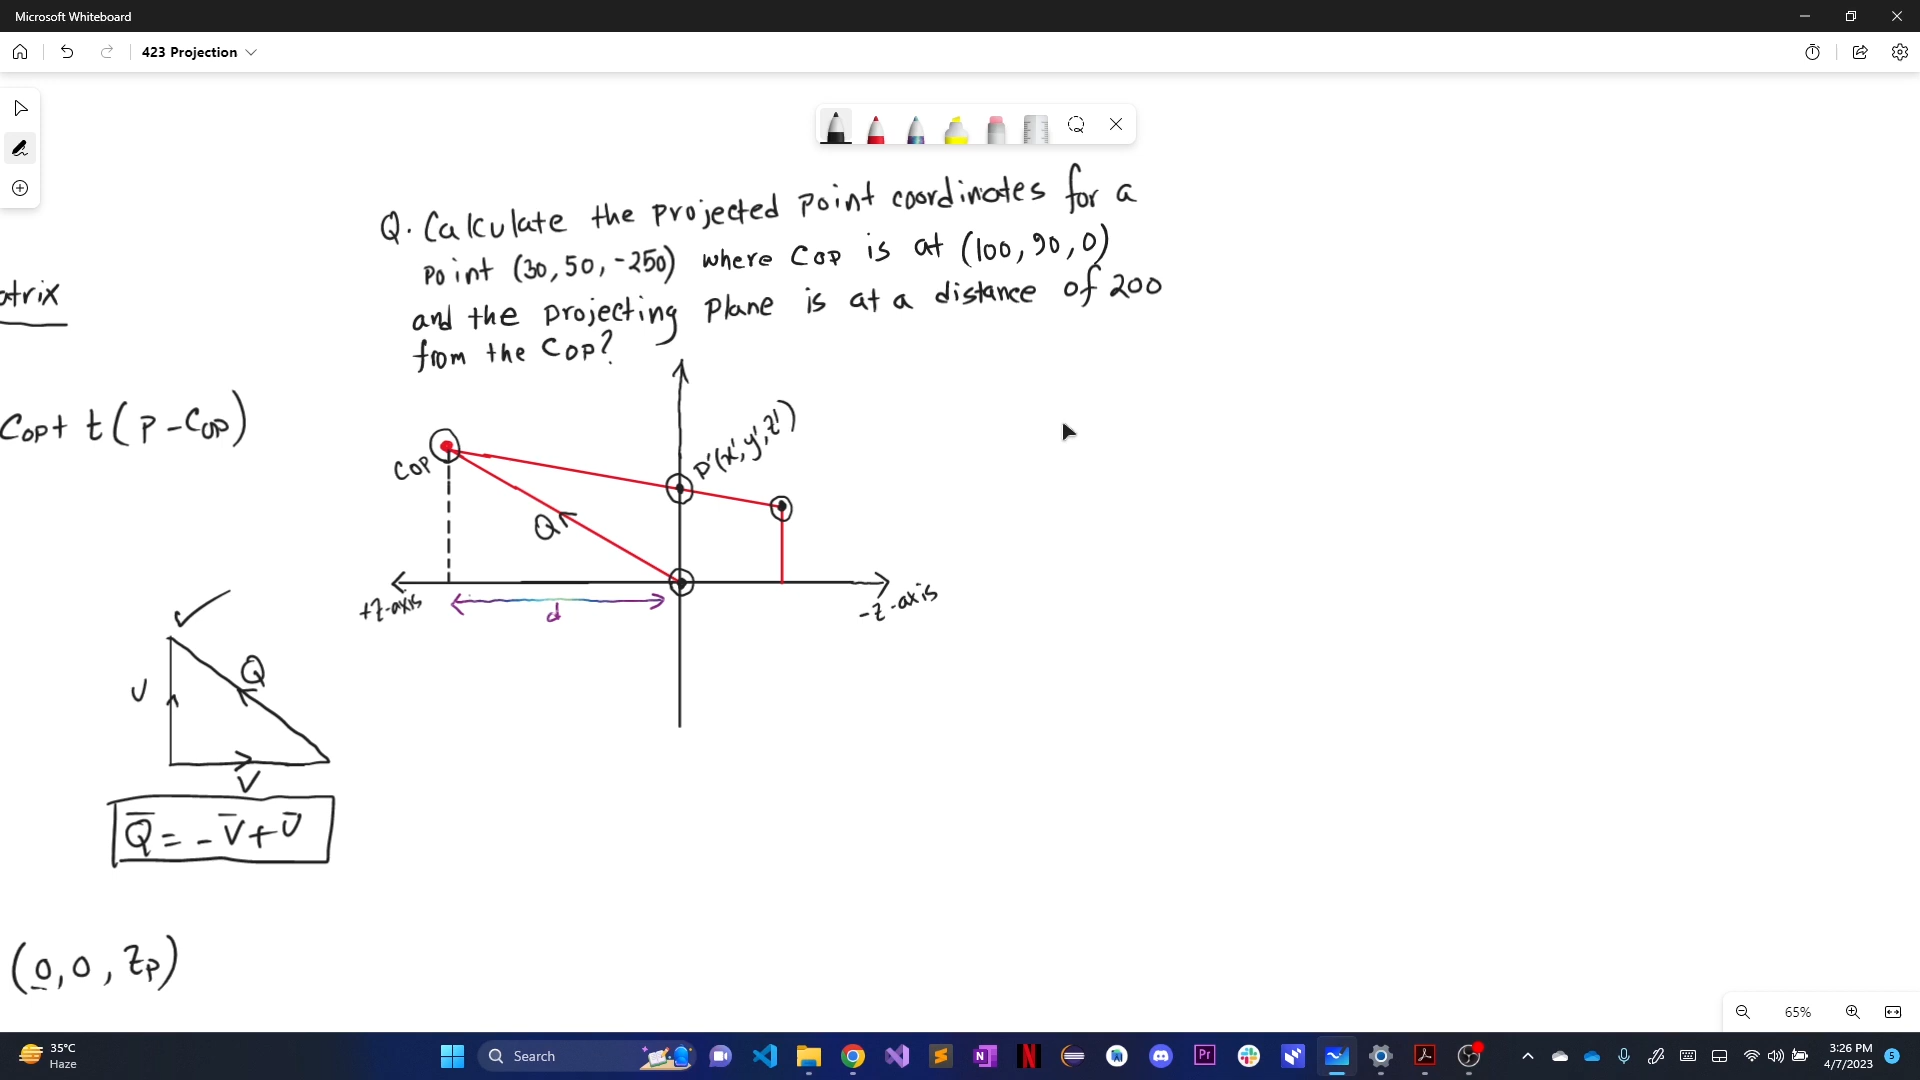 Microsoft Whiteboard
423 Projection
Q. Calculate the projected point coordinates for a
point (30, 50, -250) where COP is at (100, 90, 0)
and the projecting plane is at a distance of 200
from the COP?
atrix
COP + t(P - COP)
COP
P'(x', y', z')
Q
+z-axis
d
-z-axis
U
Q
V
Q̄ = -V̄ + Ū
(0, 0, Zp)
65%
35°C
Haze
Search
3:26 PM
4/7/2023
5